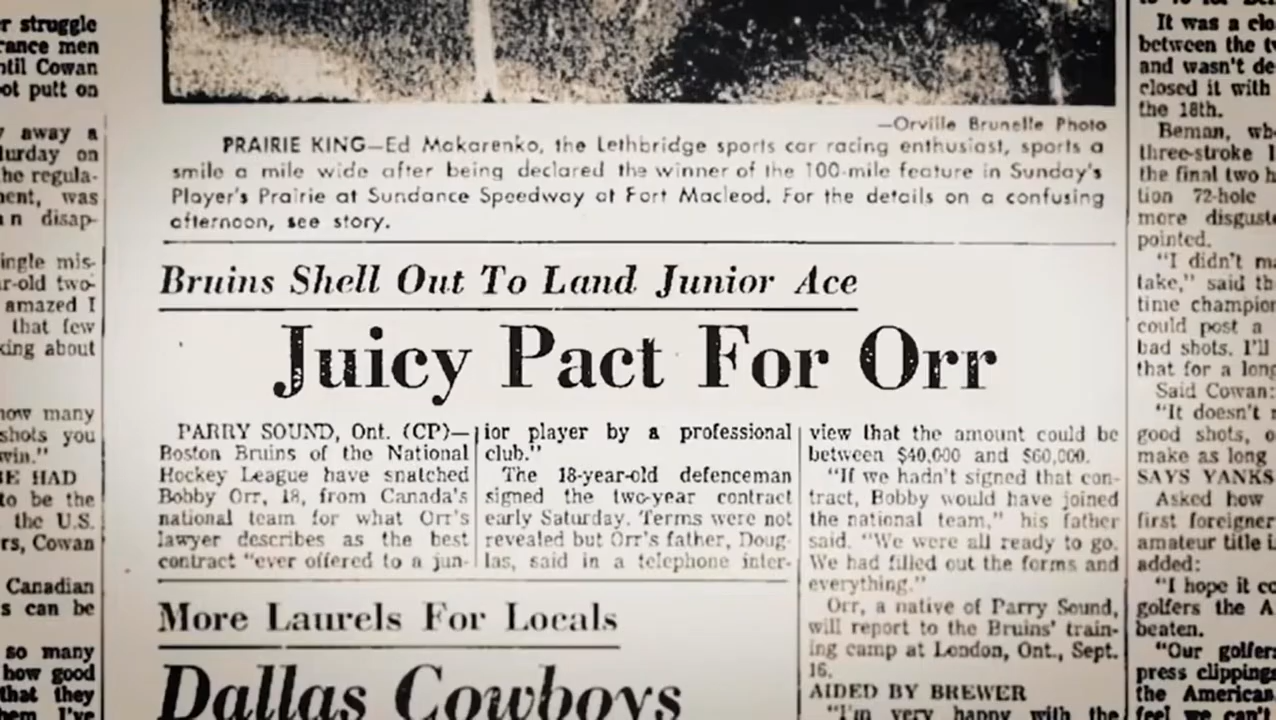 r struggle
rance men
ntil Cowan
ot putt on
y away a
turday on
he regula-
ment, was
an disap-
ingle mis-
r-old two-
amazed I
that few
king about
how many
shots you
win."
BE HAD
to be the
the U.S.
rs, Cowan
Canadian
s can be
so many
how good
that they
hem I've
—Orville Brunelle Photo
PRAIRIE KING—Ed Makarenko, the Lethbridge sports car racing enthusiast, sports a
smile a mile wide after being declared the winner of the 100-mile feature in Sunday's
Player's Prairie at Sundance Speedway at Fort Macleod. For the details on a confusing
afternoon, see story.
Bruins Shell Out To Land Junior Ace
Juicy Pact For Orr
PARRY SOUND, Ont. (CP)—
Boston Bruins of the National
Hockey League have snatched
Bobby Orr, 18, from Canada's
national team for what Orr's
lawyer describes as the best
contract "ever offered to a jun-
ior player by a professional
club."
The 18-year-old defenceman
signed the two-year contract
early Saturday. Terms were not
revealed but Orr's father, Doug-
las, said in a telephone inter-
view that the amount could be
between $40,000 and $60,000.
"If we hadn't signed that con-
tract, Bobby would have joined
the national team," his father
said. "We were all ready to go.
We had filled out the forms and
everything."
Orr, a native of Parry Sound,
will report to the Bruins' train-
ing camp at London, Ont., Sept.
16.
AIDED BY BREWER
"I'm very happy with the
More Laurels For Locals
Dallas Cowboys
It was a clo
between the tw
and wasn't de
closed it with
the 18th.
Beman, wh
three-stroke l
the final two h
tion 72-hole
more disguste
pointed.
"I didn't ma
take," said th
time champion
could post a
bad shots. I'll
that for a long
Said Cowan:
"It doesn't m
good shots, o
make as long
SAYS YANKS
Asked how
first foreigner
amateur title i
added:
"I hope it co
golfers the A
beaten.
"Our golfers
press clippings
the American
feel we can't